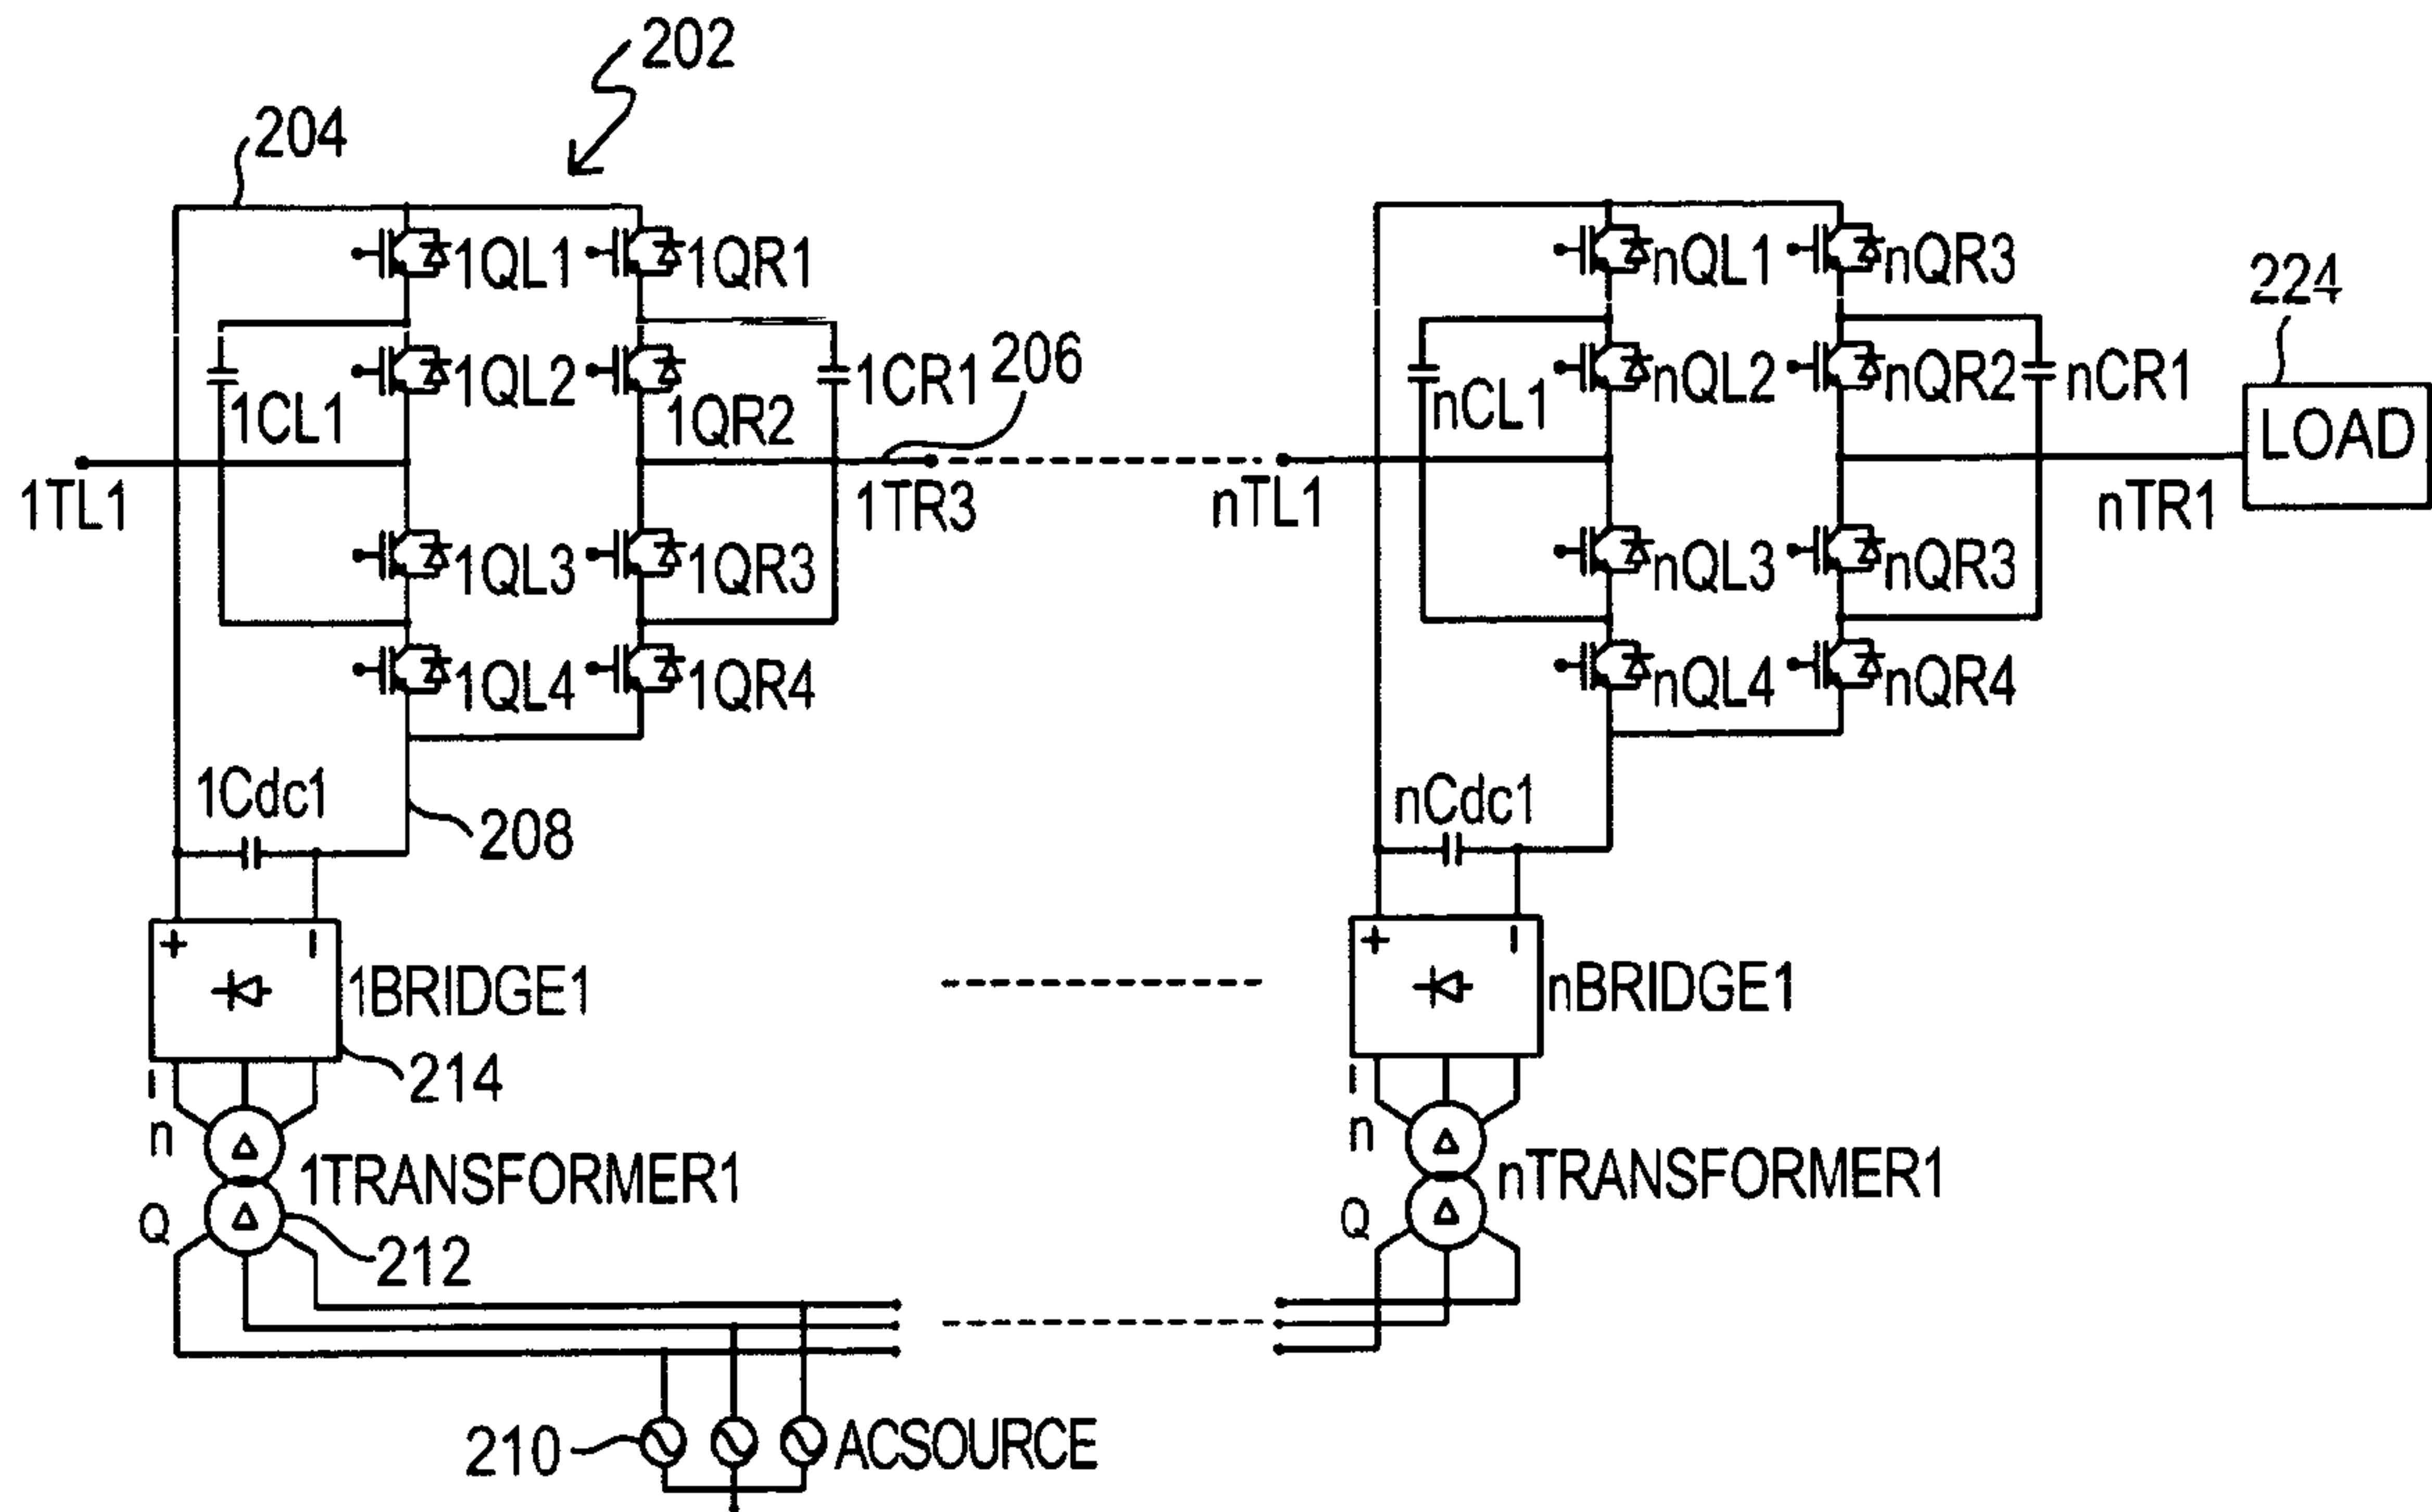 202
204
1QL1
1QR1
nQL1
nQR3
224
1CL1
1QL2
1QR2
1CR1
206
nCL1
nQL2
nQR2
nCR1
LOAD
1TL1
1TR3
nTL1
nTR1
1QL3
1QR3
nQL3
nQR3
1QL4
1QR4
nQL4
nQR4
1Cdc1
208
nCdc1
+ −
1BRIDGE1
+ −
nBRIDGE1
214
I
n
1TRANSFORMER1
I
n
nTRANSFORMER1
Q
212
Q
210
ACSOURCE